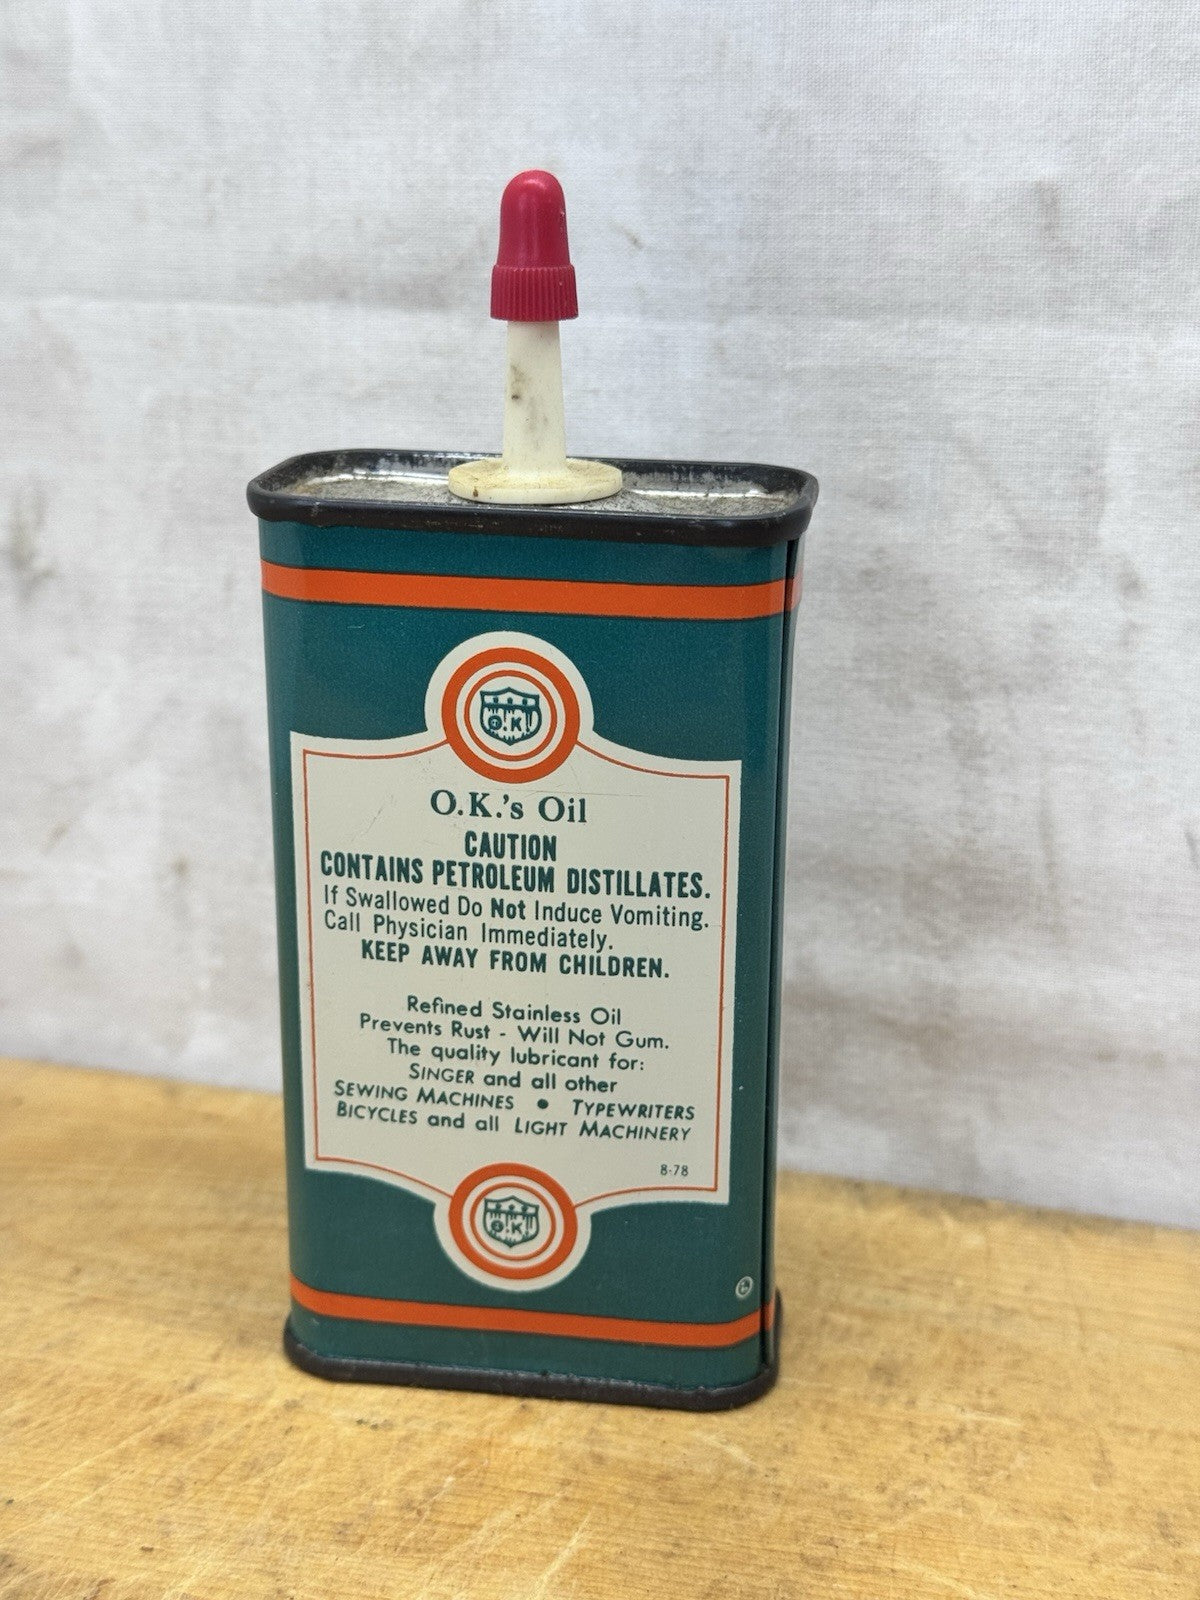 O.K.
O.K.'s Oil
CAUTION
CONTAINS PETROLEUM DISTILLATES.
If Swallowed Do Not Induce Vomiting.
Call Physician Immediately.
KEEP AWAY FROM CHILDREN.
Refined Stainless Oil
Prevents Rust - Will Not Gum.
The quality lubricant for:
SINGER and all other
SEWING MACHINES • TYPEWRITERS
BICYCLES and all LIGHT MACHINERY
8-78
O.K.